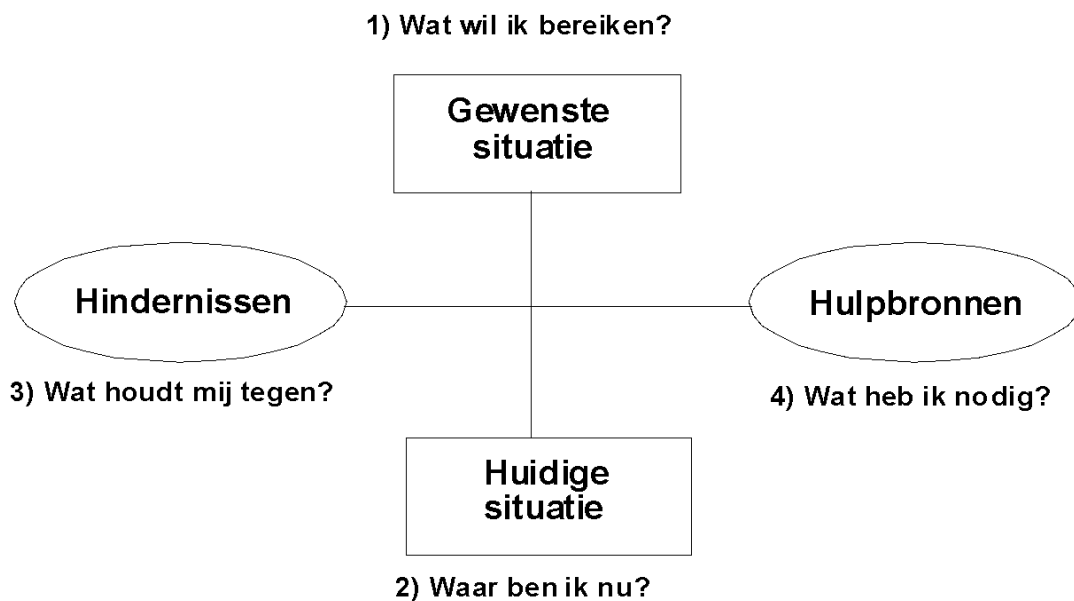 1) Wat wil ik bereiken?
Gewenste
situatie
Hindernissen
Hulpbronnen
3) Wat houdt mij tegen?
4) Wat heb ik nodig?
Huidige
situatie
2) Waar ben ik nu?